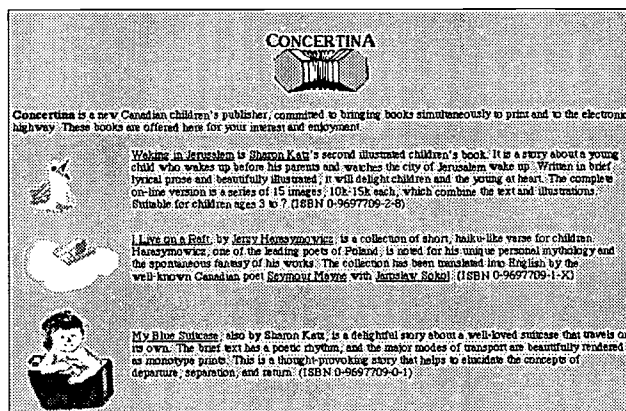 CONCERTINA
Concertina is a new Canadian children's publisher, committed to bringing books simultaneously to print and to the electronic
highway. These books are offered here for your interest and enjoyment.
Waking in Jerusalem is Sharon Katz's second illustrated children's book. It is a story about a young
child who wakes up before his parents and watches the city of Jerusalem wake up. Written in brief
lyrical prose and beautifully illustrated, it will delight children and the young at heart. The complete
on-line version is a series of 15 images, 10k-15k each, which combine the text and illustrations.
Suitable for children ages 3 to 7. (ISBN 0-9697709-2-8)
I Live on a Raft, by Jerzy Harasymowicz, is a collection of short, haiku-like verse for children.
Harasymowicz, one of the leading poets of Poland, is noted for his unique personal mythology and
the spontaneous fantasy of his works. The collection has been translated into English by the
well-known Canadian poet Seymour Mayne with Jaroslaw Sokol. (ISBN 0-9697709-1-X)
My Blue Suitcase, also by Sharon Katz, is a delightful story about a well-loved suitcase that travels on
its own. The brief text has a poetic rhythm, and the major modes of transport are beautifully rendered
as monotype prints. This is a thought-provoking story that helps to elucidate the concepts of
departure, separation, and return. (ISBN 0-9697709-0-1)